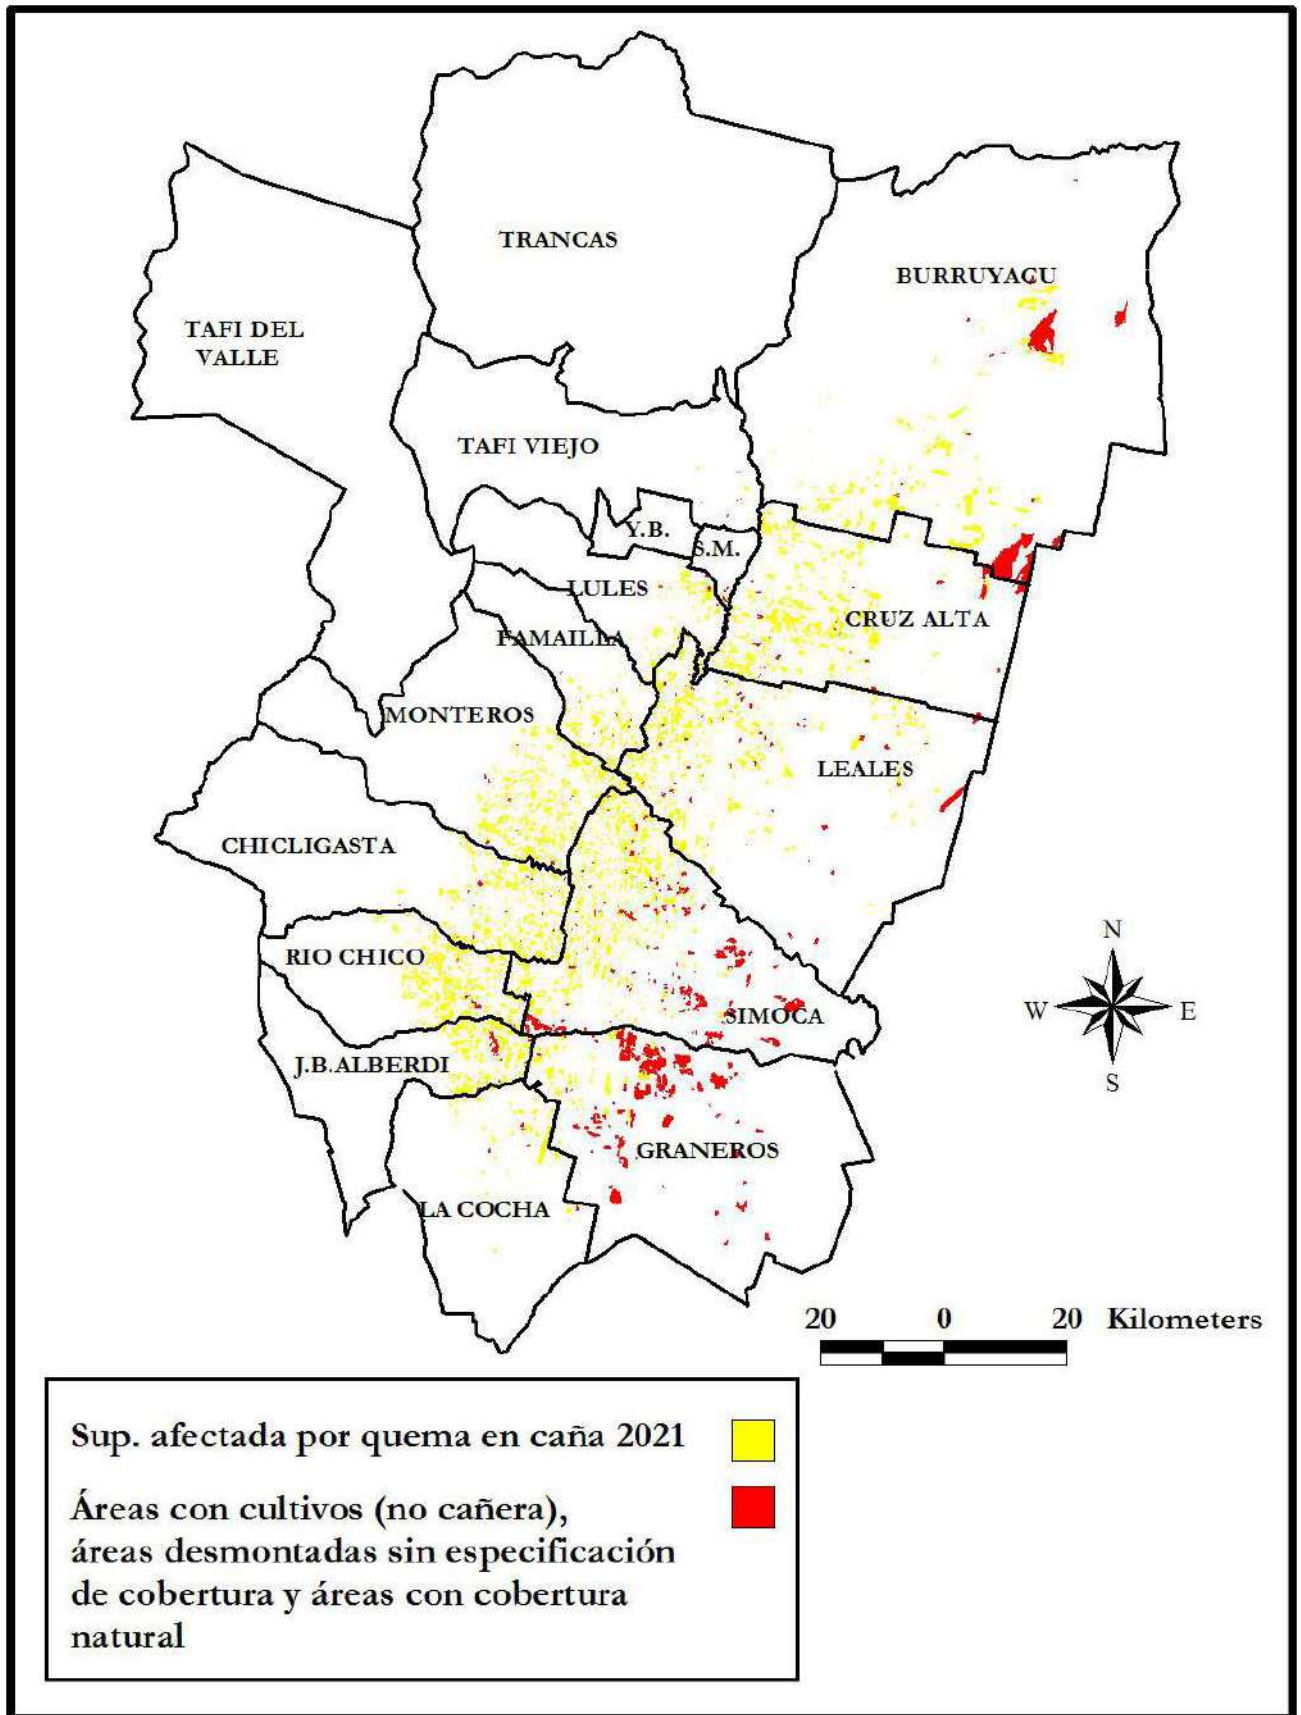 TRANCAS
BURRUYACU
TAFI DEL
VALLE
TAFI VIEJO
Y.B.
S.M.
LULES
CRUZ ALTA
FAMAILLA
MONTEROS
LEALES
CHICLIGASTA
RIO CHICO
N
W
E
S
SIMOCA
J.B.ALBERDI
GRANEROS
LA COCHA
20 0 20 Kilometers
Sup. afectada por quema en caña 2021
Áreas con cultivos (no cañera),
áreas desmontadas sin especificación
de cobertura y áreas con cobertura
natural